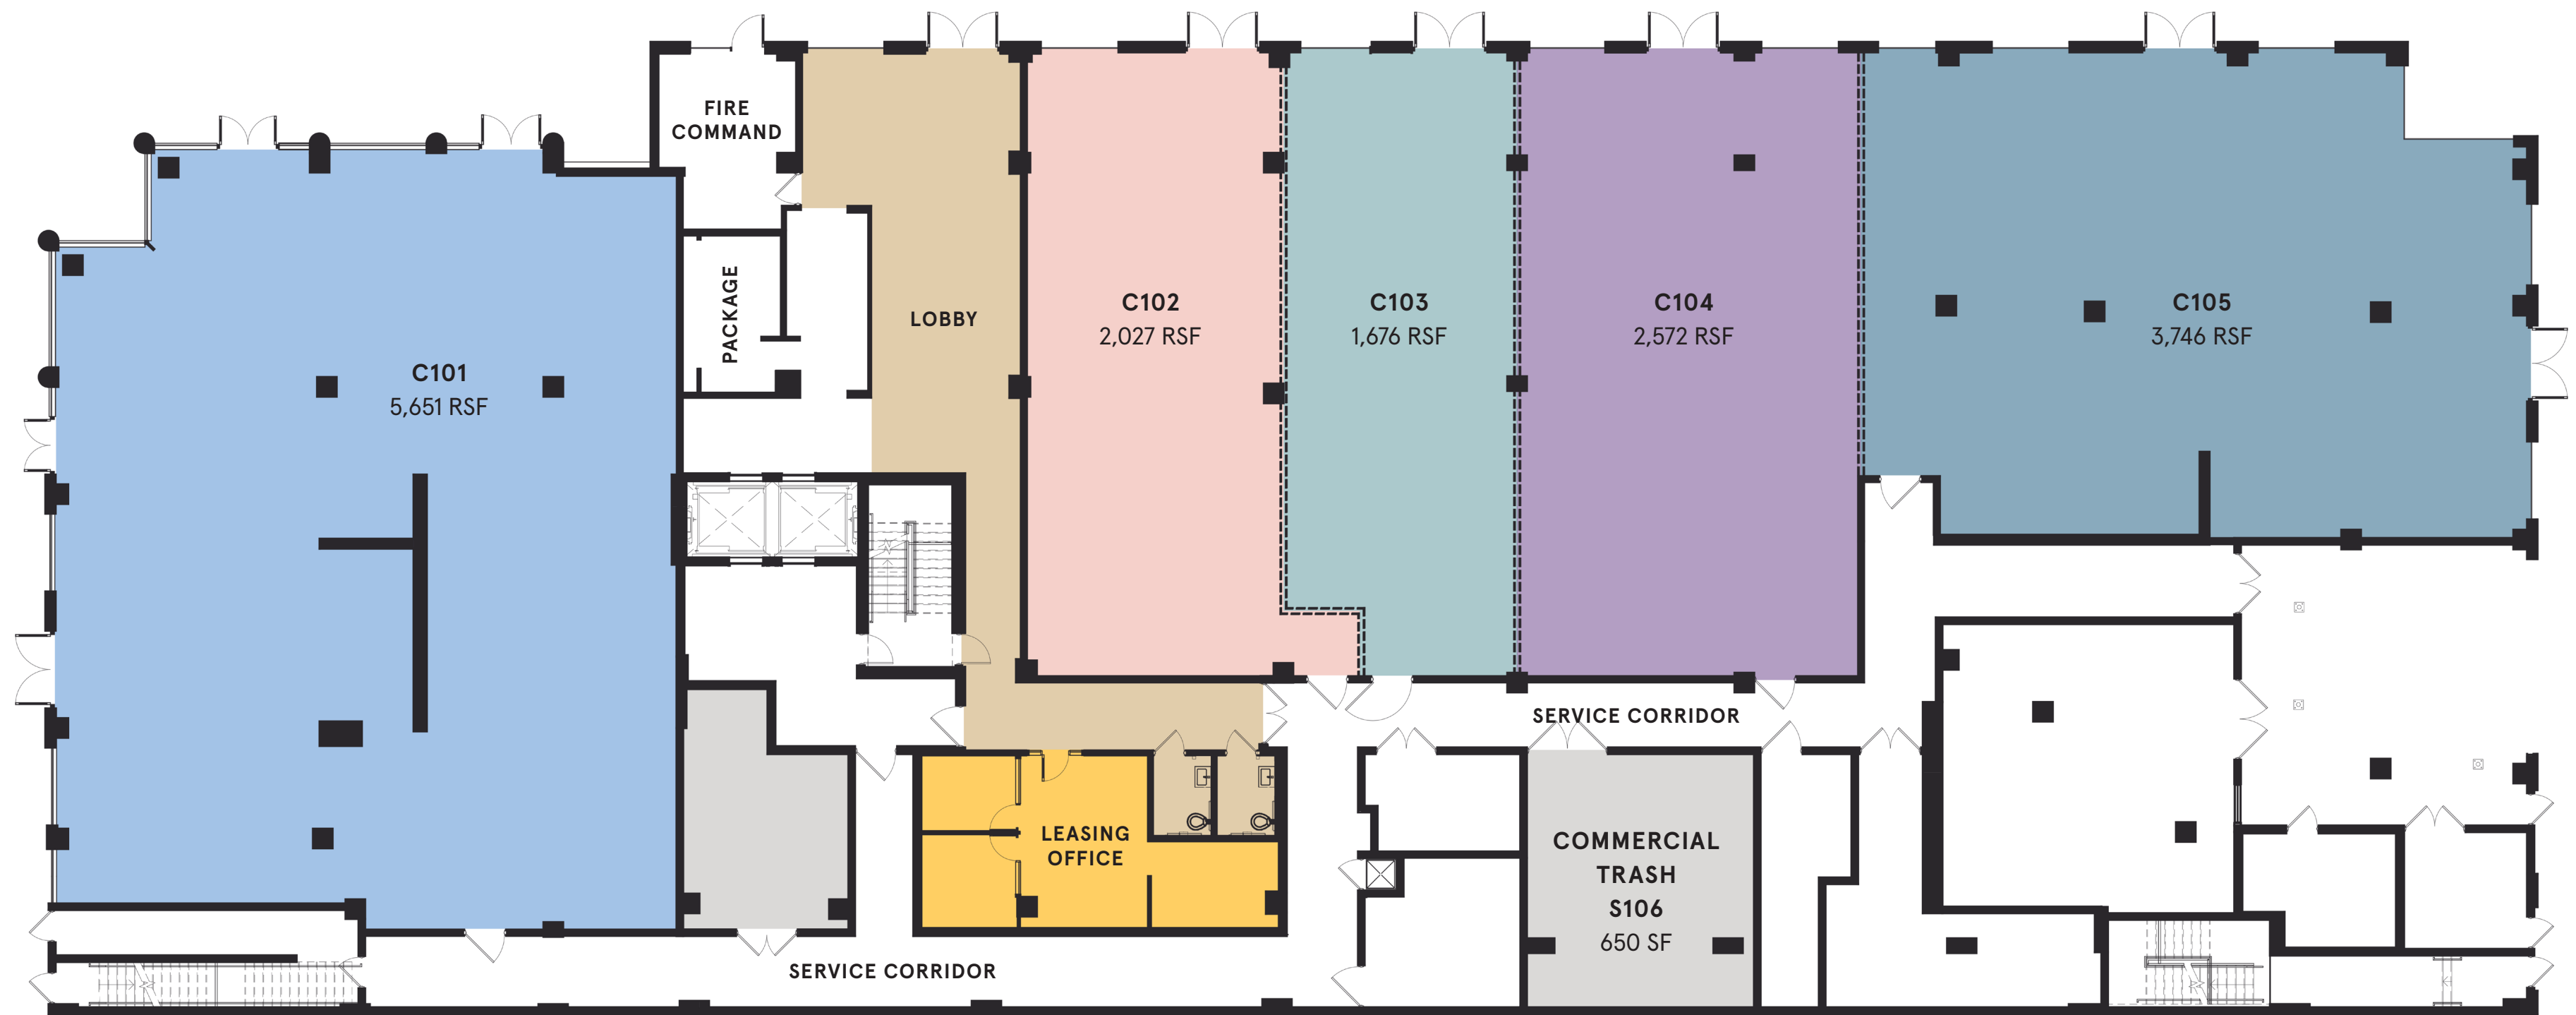 FIRE
COMMAND
PACKAGE
LOBBY
C101
5,651 RSF
C102
2,027 RSF
C103
1,676 RSF
C104
2,572 RSF
C105
3,746 RSF
SERVICE CORRIDOR
LEASING
OFFICE
COMMERCIAL
TRASH
S106
650 SF
SERVICE CORRIDOR